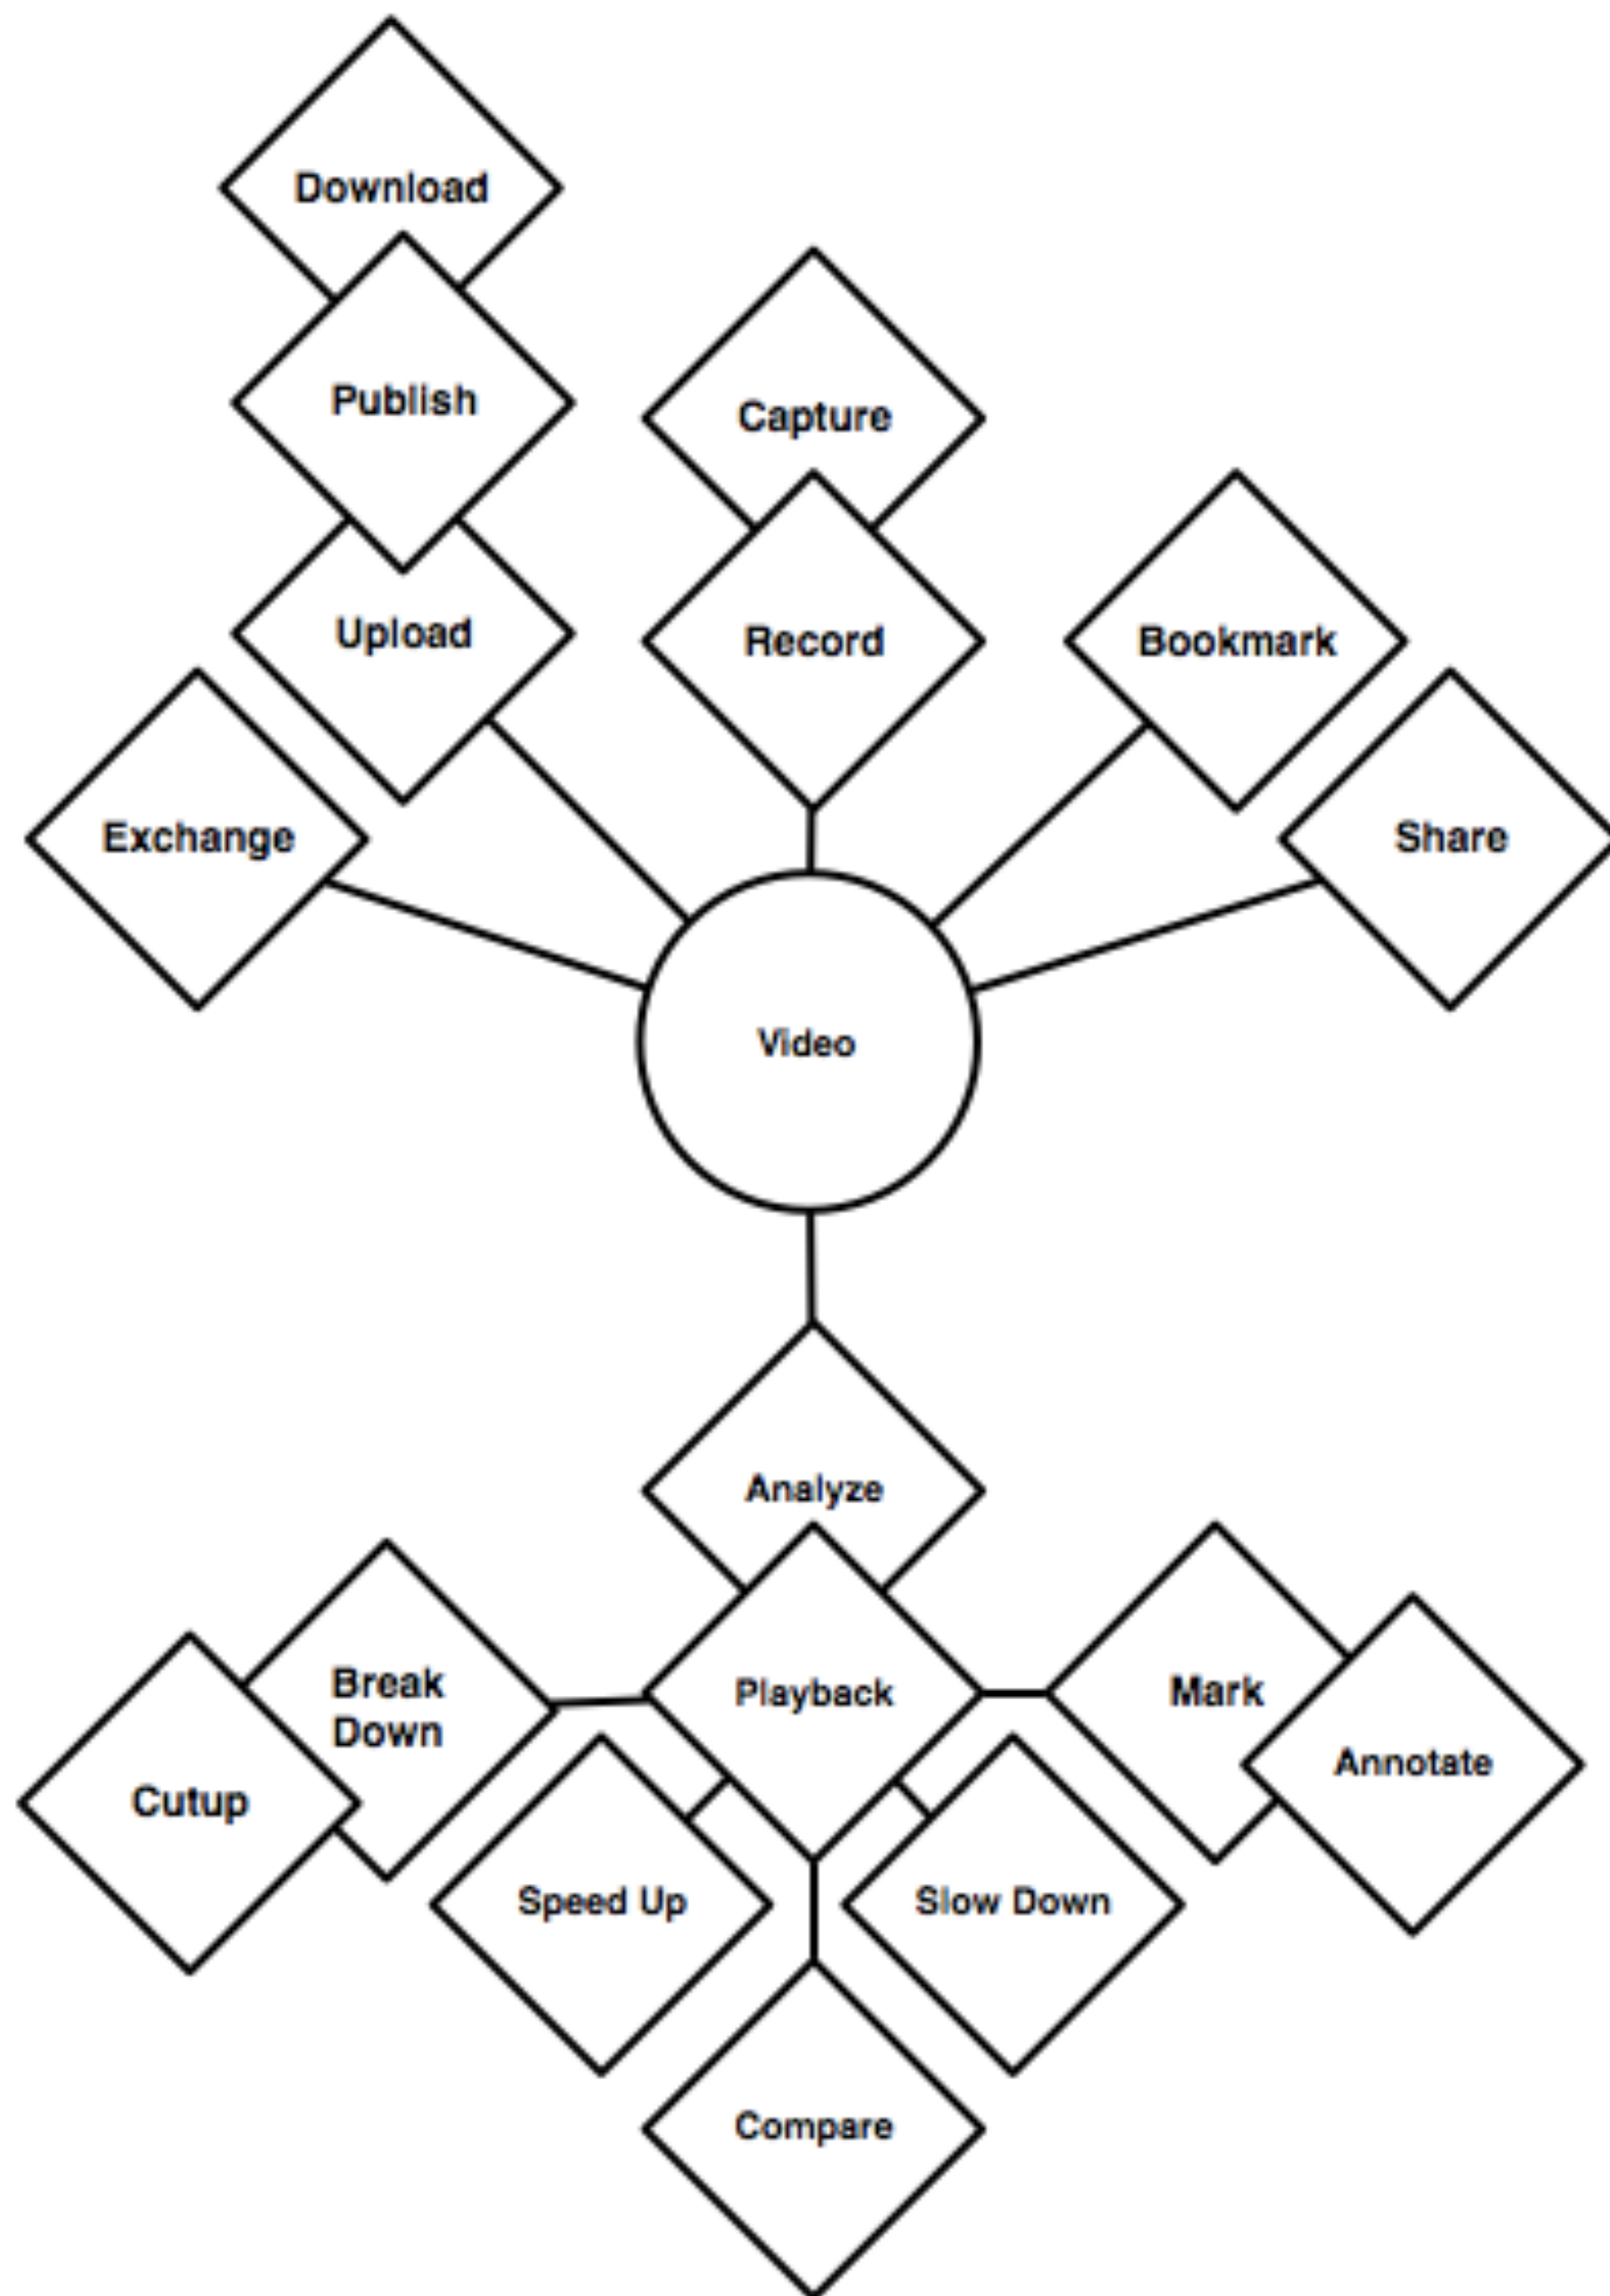 Download
Publish
Capture
Upload
Record
Bookmark
Exchange
Share
Video
Analyze
Break
Down
Playback
Mark
Annotate
Cutup
Speed Up
Slow Down
Compare